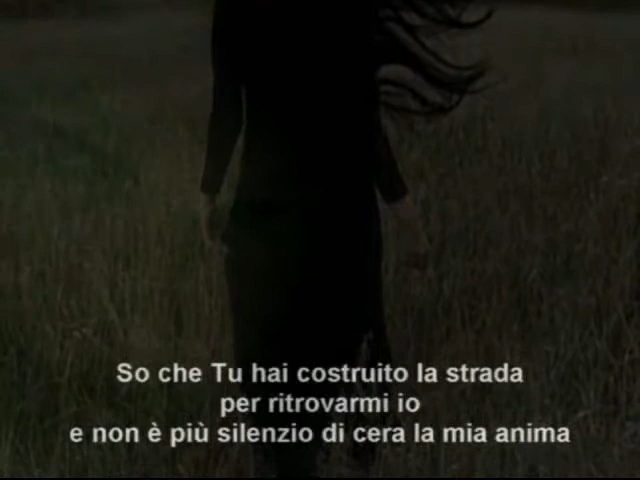 So che Tu hai costruito la strada
per ritrovarmi io
e non è più silenzio di cera la mia anima